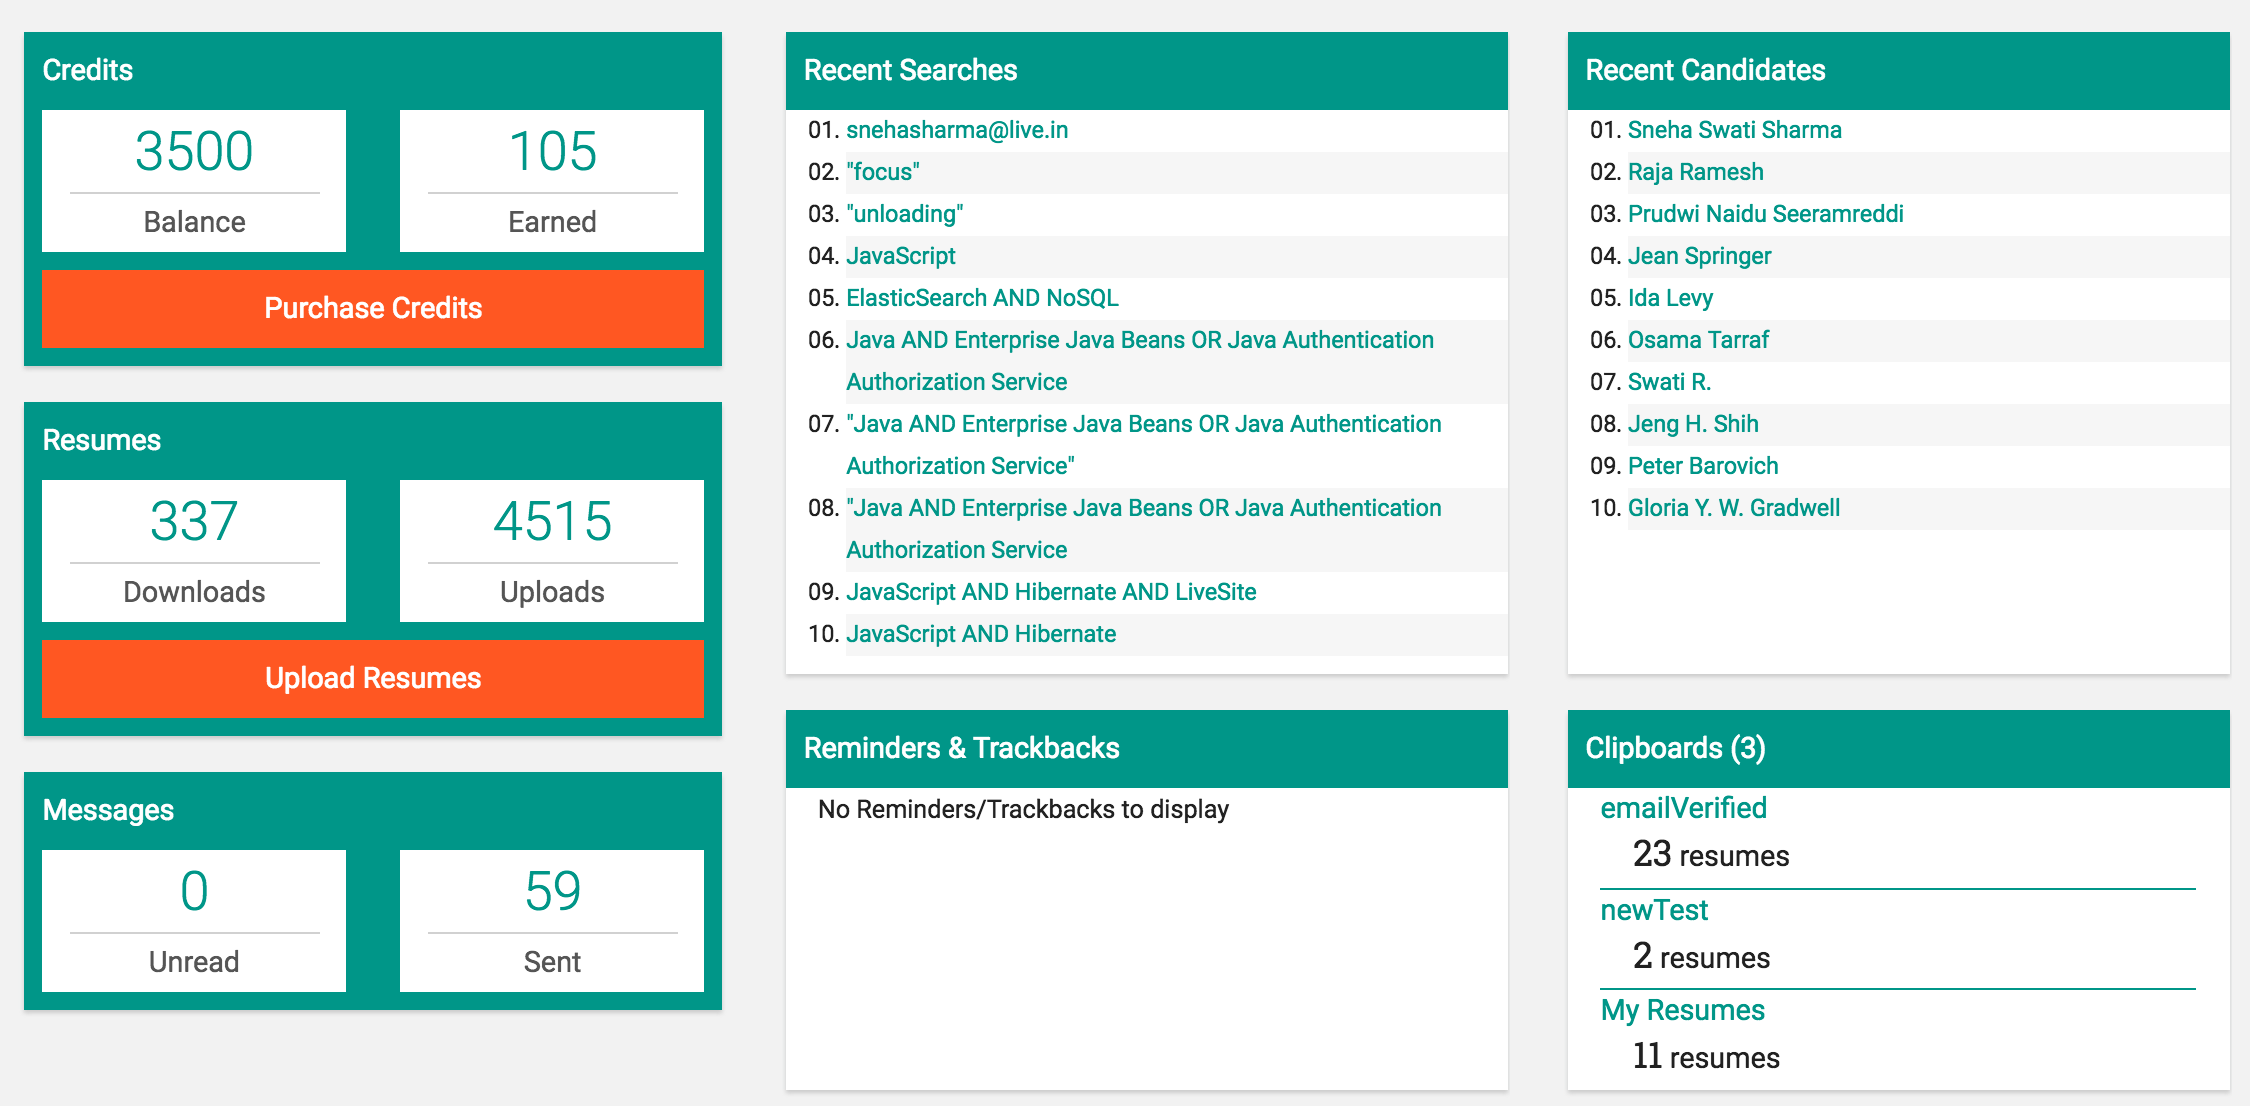 Credits
3500
Balance
105
Earned
Purchase Credits
Resumes
337
Downloads
4515
Uploads
Upload Resumes
Messages
0
Unread
59
Sent
Recent Searches
01. snehasharma@live.in
02. "focus"
03. "unloading"
04. JavaScript
05. ElasticSearch AND NoSQL
06. Java AND Enterprise Java Beans OR Java Authentication
Authorization Service
07. "Java AND Enterprise Java Beans OR Java Authentication
Authorization Service"
08. "Java AND Enterprise Java Beans OR Java Authentication
Authorization Service
09. JavaScript AND Hibernate AND LiveSite
10. JavaScript AND Hibernate
Reminders & Trackbacks
No Reminders/Trackbacks to display
Recent Candidates
01. Sneha Swati Sharma
02. Raja Ramesh
03. Prudwi Naidu Seeramreddi
04. Jean Springer
05. Ida Levy
06. Osama Tarraf
07. Swati R.
08. Jeng H. Shih
09. Peter Barovich
10. Gloria Y. W. Gradwell
Clipboards (3)
emailVerified
23 resumes
newTest
2 resumes
My Resumes
11 resumes